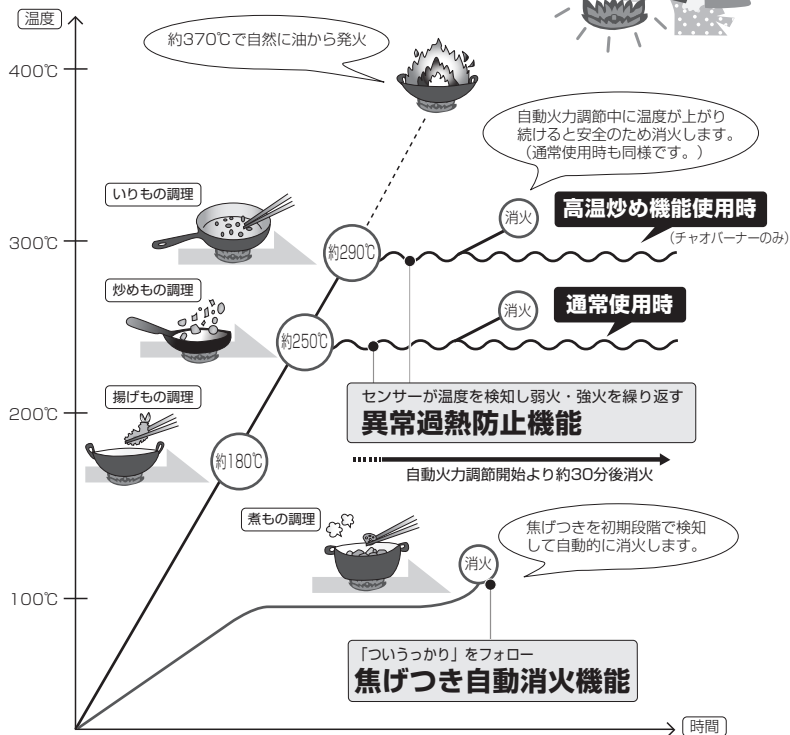 温度
約370℃で自然に油から発火
400℃
自動火力調節中に温度が上がり
続けると安全のため消火します。
（通常使用時も同様です。）
いりもの調理
消火
高温炒め機能使用時
（チャオバーナーのみ）
300℃
約290℃
炒めもの調理
消火
通常使用時
約250℃
揚げもの調理
センサーが温度を検知し弱火・強火を繰り返す
異常過熱防止機能
200℃
約180℃
自動火力調節開始より約30分後消火
煮もの調理
焦げつきを初期段階で検知
して自動的に消火します。
消火
100℃
「ついうっかり」をフォロー
焦げつき自動消火機能
時間